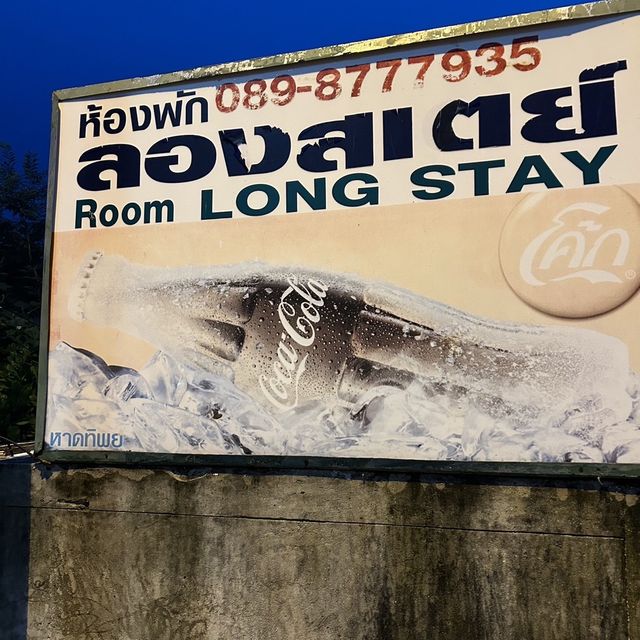 ห้องพัก 089-8777935
ลองสเตย์
Room LONG STAY
โค้ก
Coca-Cola
หาดทิพย์